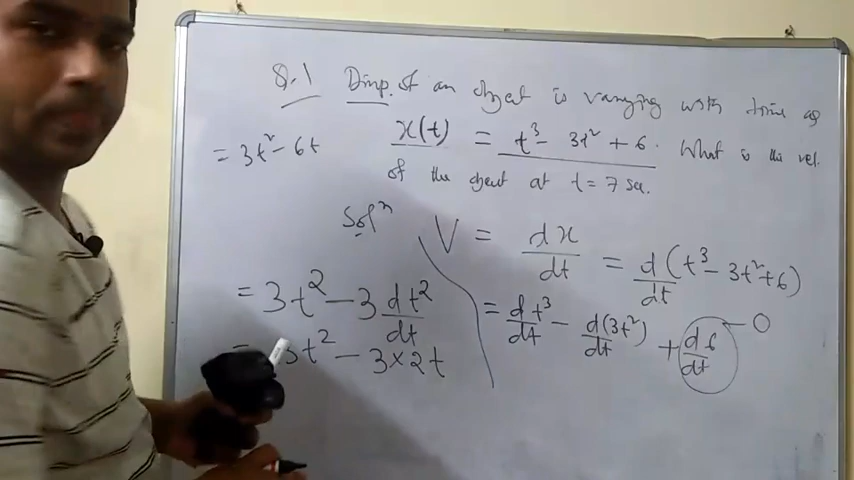 Q.1 Disp. of an object is varying with time as
x(t) = t³ - 3t² + 6. What is the vel.
of the object at t = 7 sec.
= 3t² - 6t
Solⁿ V = dx/dt = d/dt (t³ - 3t² + 6)
= dt³/dt - d(3t²)/dt + d6/dt 0
= 3t² - 3 dt²/dt
= 3t² - 3×2t